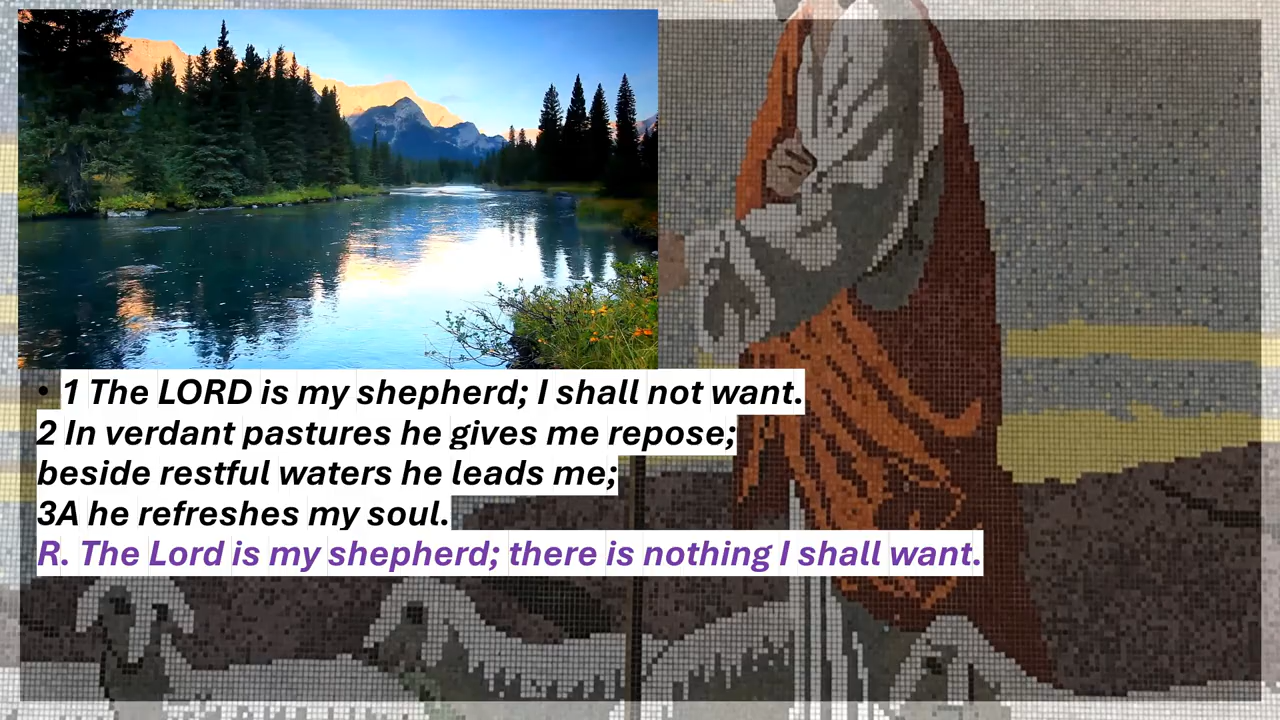 • 1 The LORD is my shepherd; I shall not want.
2 In verdant pastures he gives me repose;
beside restful waters he leads me;
3A he refreshes my soul.
R. The Lord is my shepherd; there is nothing I shall want.